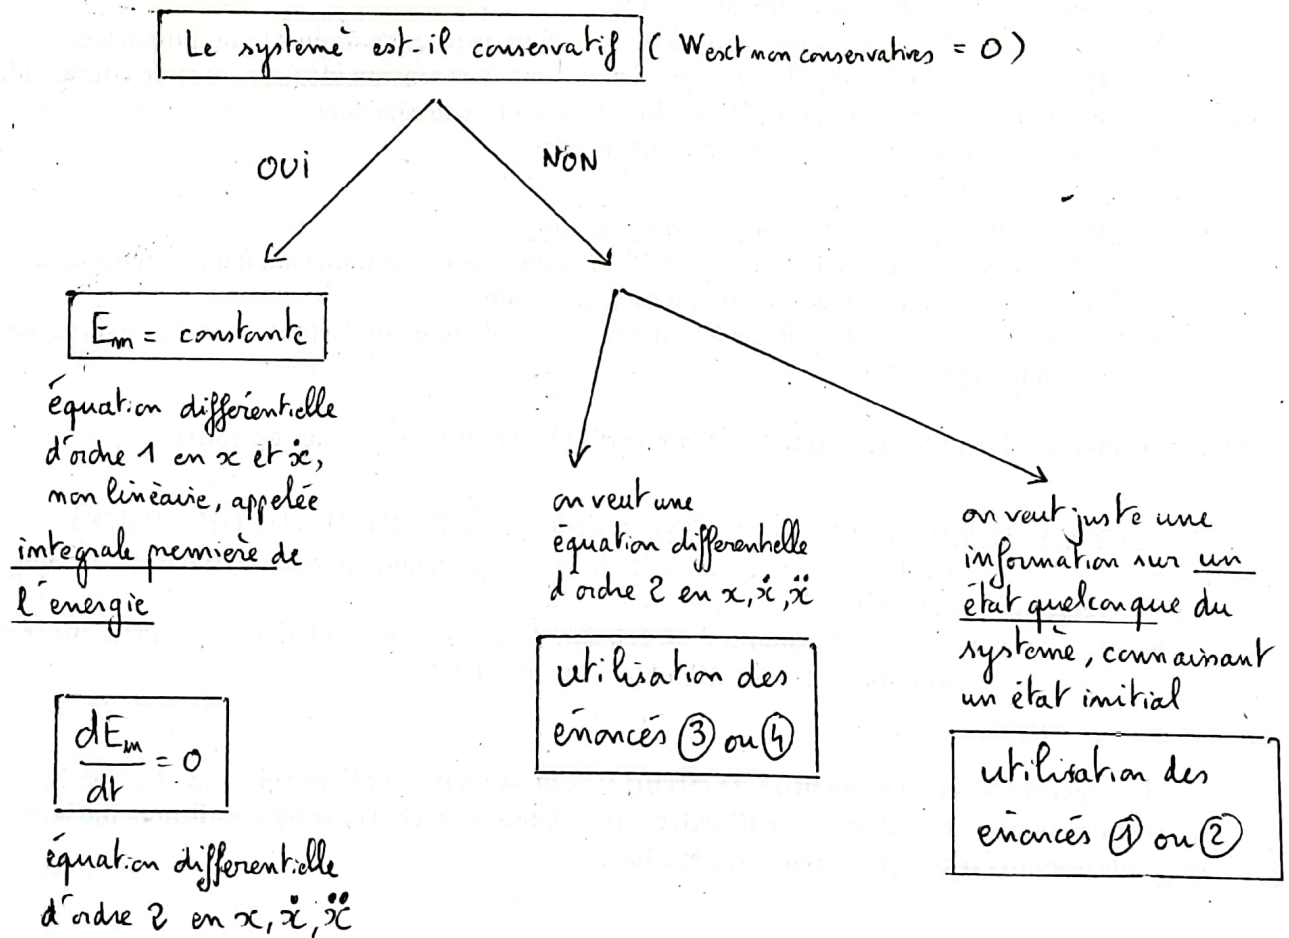 Le système est-il conservatif ( W exct non conservatives = 0 )
OUI
NON
Em = constante
équation différentielle
d'ordre 1 en x et ẋ,
non linéaire, appelée
intégrale première de
l'énergie
dEm/dt = 0
équation differentielle
d'ordre 2 en x, ẋ, ẍ
on veut une
équation differentielle
d'ordre 2 en x, ẋ, ẍ
utilisation des
énoncés ③ ou ④
on veut juste une
information sur un
état quelconque du
système, connaissant
un état initial
utilisation des
énoncés ① ou ②